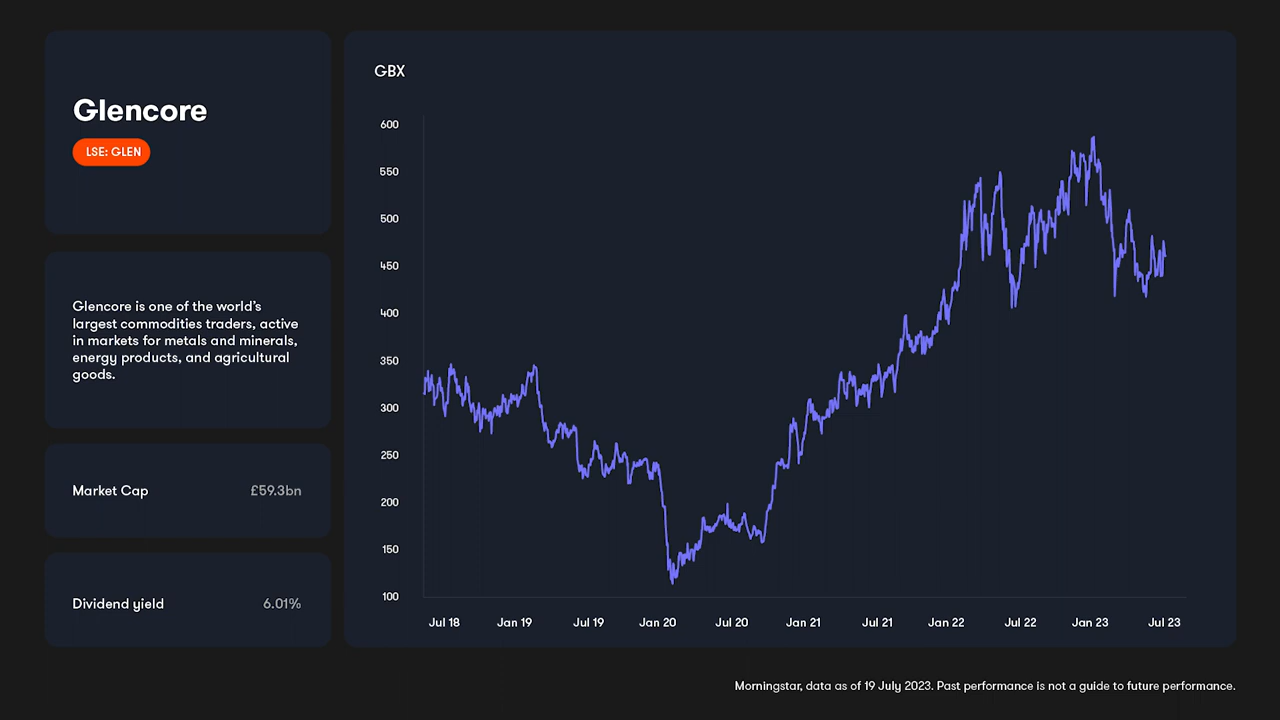 Glencore
LSE: GLEN
Glencore is one of the world's
largest commodities traders, active
in markets for metals and minerals,
energy products, and agricultural
goods.
Market Cap £59.3bn
Dividend yield 6.01%
GBX
600
550
500
450
400
350
300
250
200
150
100
Jul 18 Jan 19 Jul 19 Jan 20 Jul 20 Jan 21 Jul 21 Jan 22 Jul 22 Jan 23 Jul 23
Morningstar, data as of 19 July 2023. Past performance is not a guide to future performance.